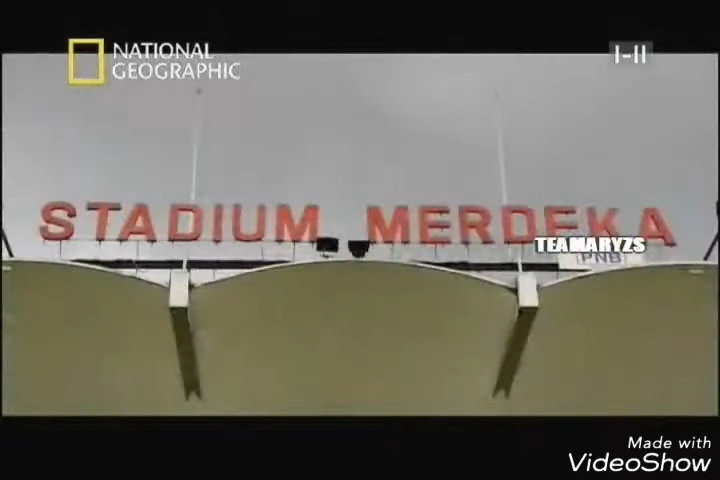 NATIONAL
GEOGRAPHIC
I-II
STADIUM MERDEKA
TEAMARYZS
PNB
Made with
VideoShow